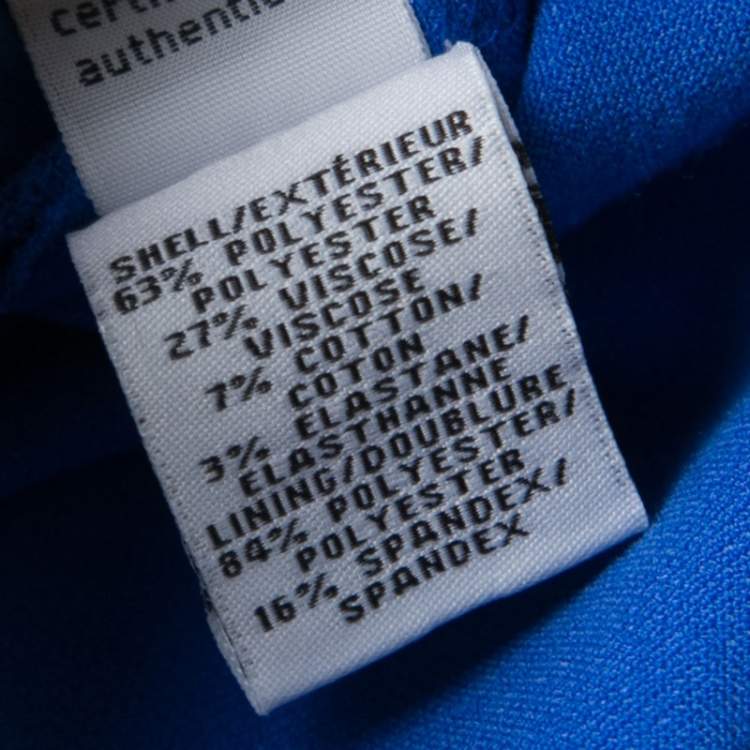 authentic
SHELL/EXTÉRIEUR
63% POLYESTER/
POLYESTER
27% VISCOSE/
VISCOSE
7% COTTON/
COTON
3% ELASTANE/
ELASTHANNE
LINING/DOUBLURE
84% POLYESTER/
POLYESTER
16% SPANDEX/
SPANDEX